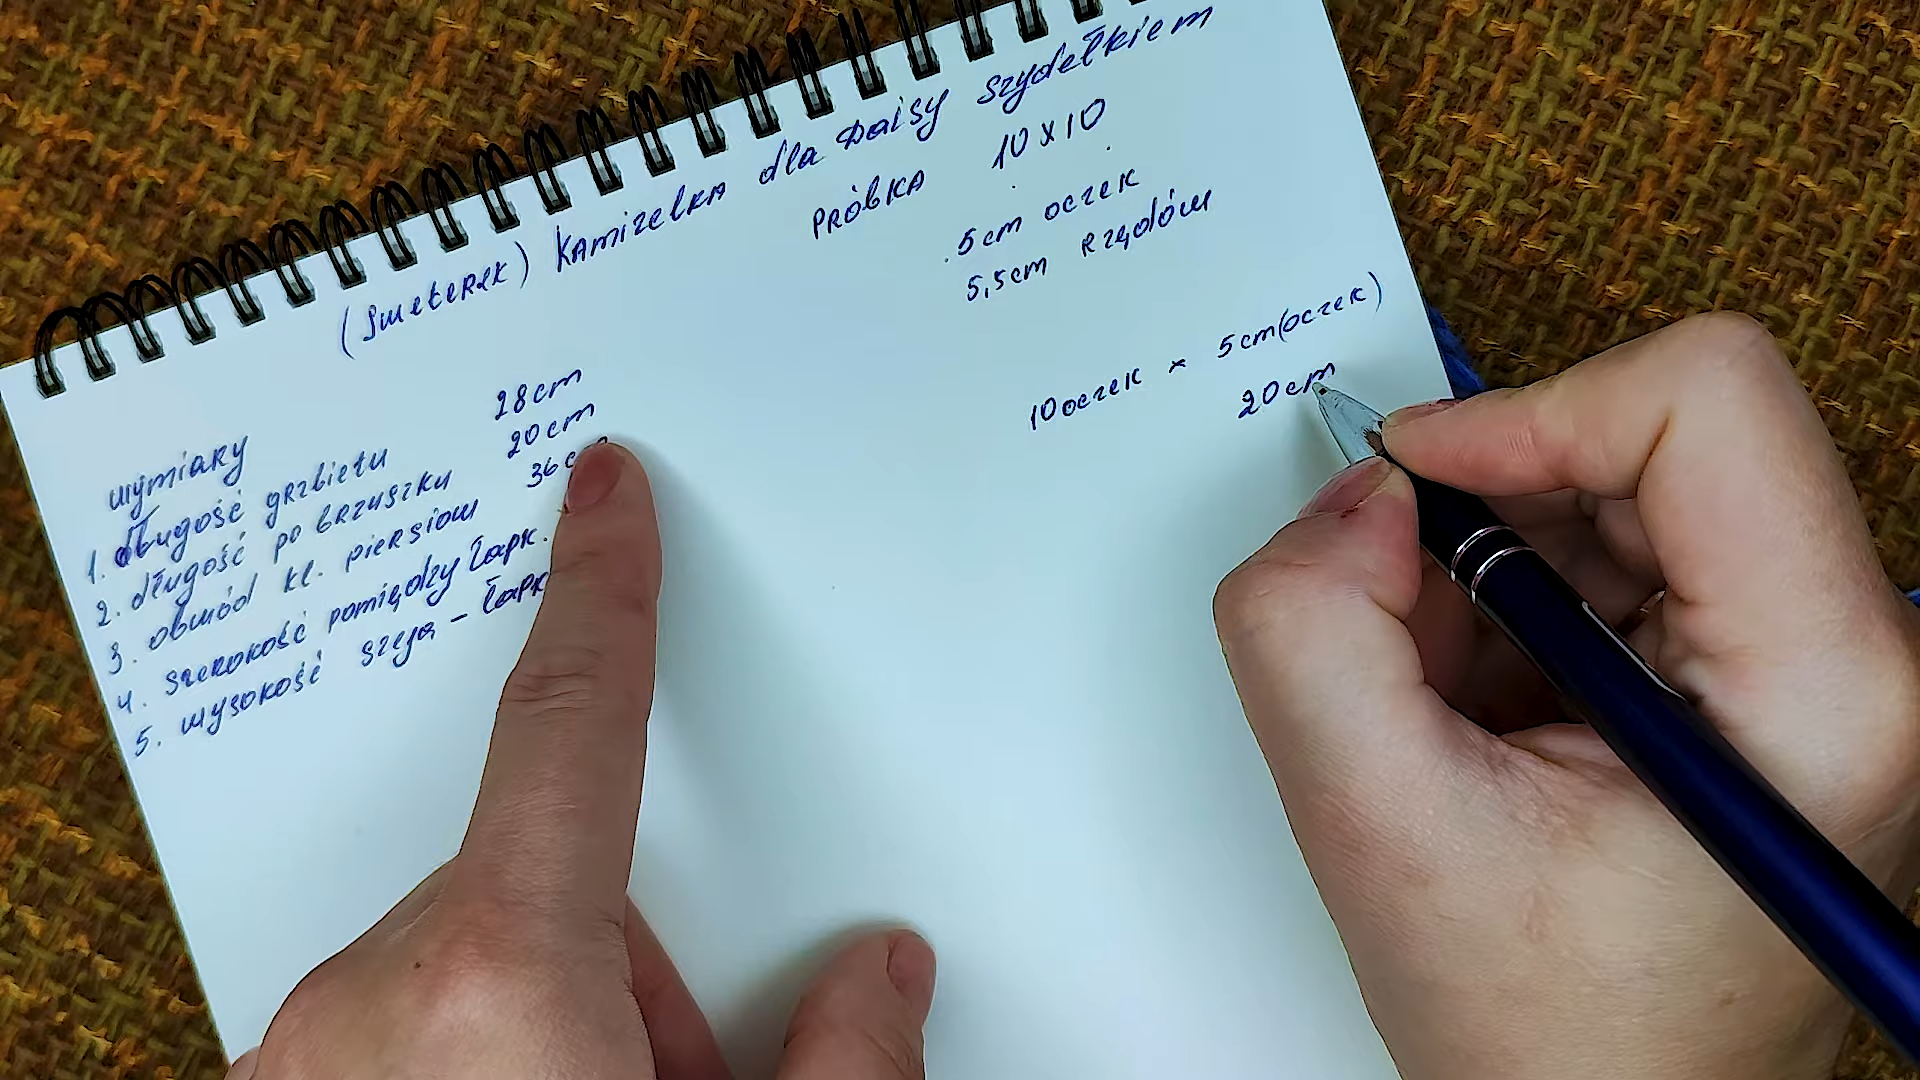 (Smeterek) Kamizelka dla Daisy szydełkiem
PRÓBKA 10 x 10
5cm oczek
5,5cm Rzędów
10 oczek x 5cm (oczek)
20cm
wymiary
1. długość grzbietu 28cm
2. długość po brzuszku 20cm
3. obwód kl. piersiow 36
4. szerokość pomiędzy łapk.
5. wysokość szyja - łapk